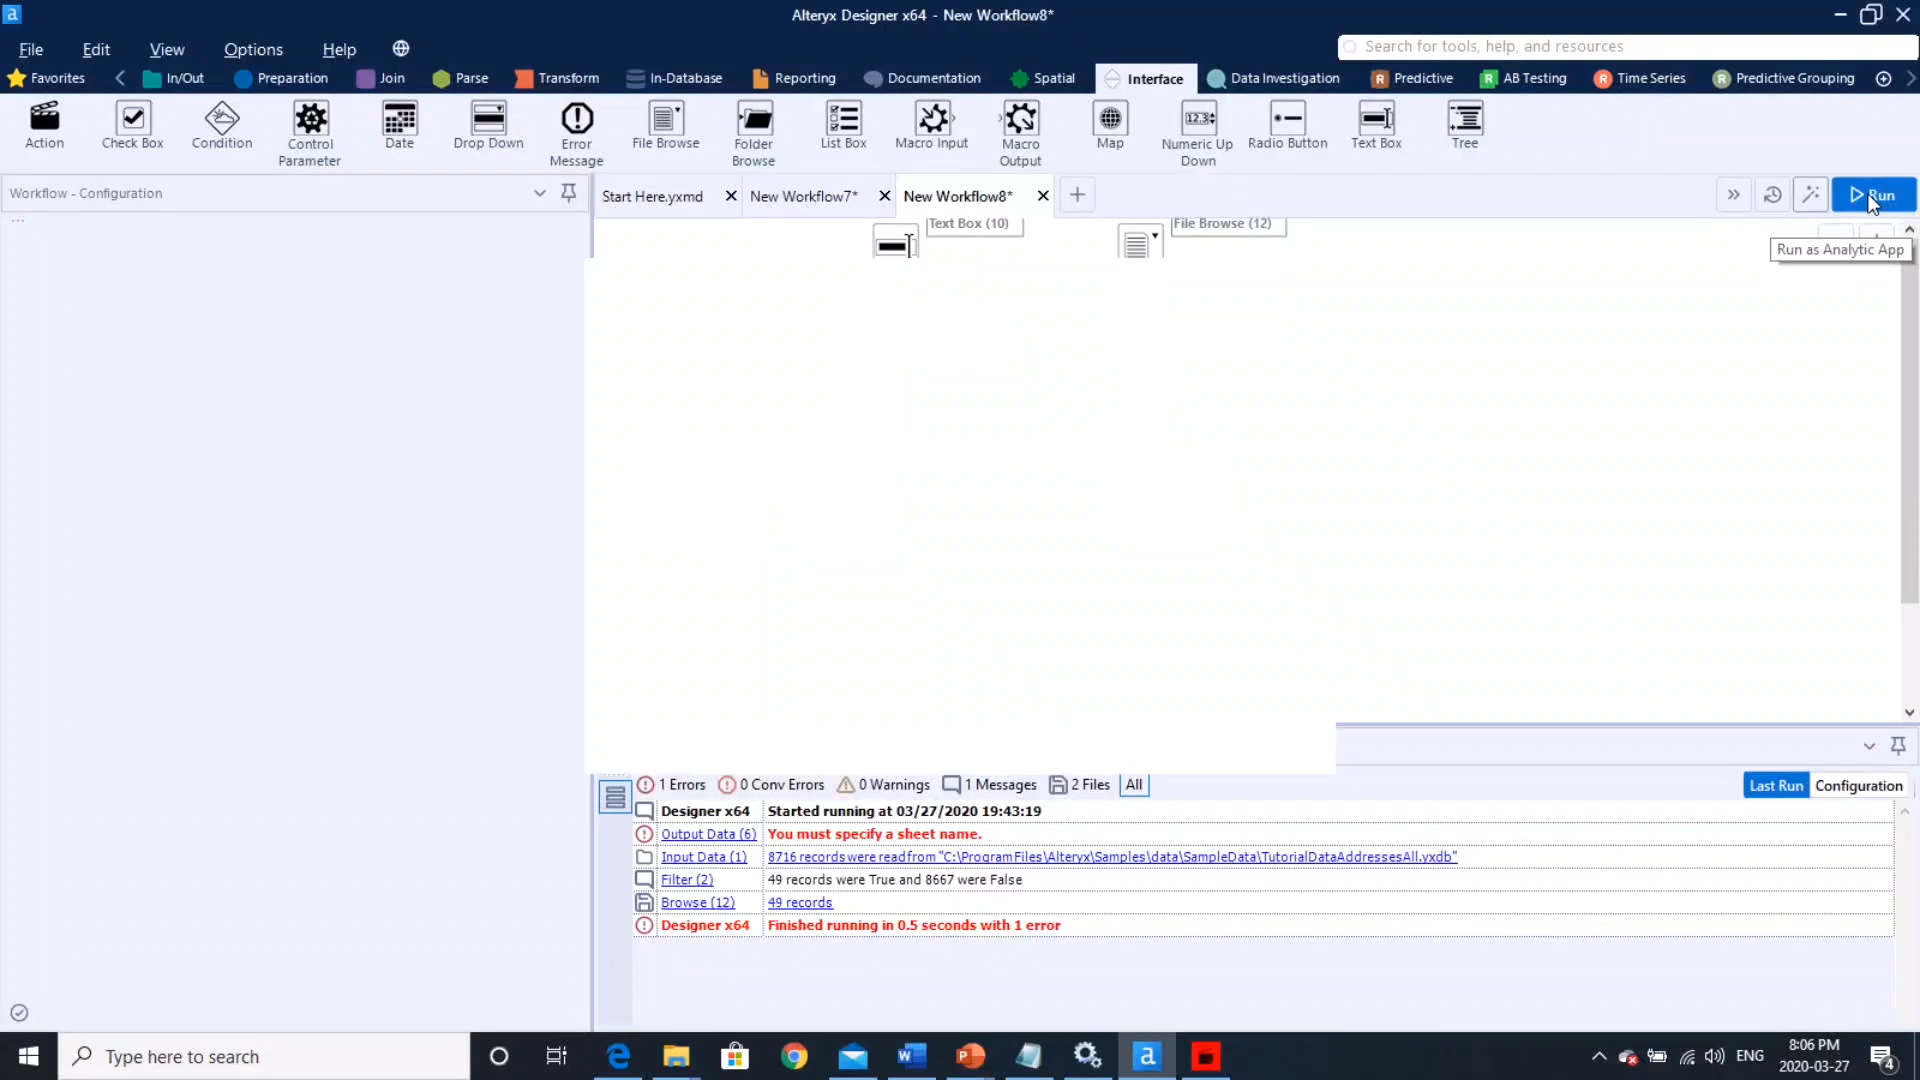 a
Alteryx Designer x64 - New Workflow8*
File Edit View Options Help
Search for tools, help, and resources
Favorites In/Out Preparation Join Parse Transform In-Database Reporting Documentation Spatial Interface Data Investigation R Predictive R AB Testing R Time Series R Predictive Grouping
Action Check Box Condition Control Parameter Date Drop Down Error Message File Browse Folder Browse List Box Macro Input Macro Output Map Numeric Up Down Radio Button Text Box Tree
Workflow - Configuration
Start Here.yxmd New Workflow7* New Workflow8*
Run
Text Box (10) File Browse (12)
Run as Analytic App
1 Errors 0 Conv Errors 0 Warnings 1 Messages 2 Files All
Last Run Configuration
Designer x64 Started running at 03/27/2020 19:43:19
Output Data (6) You must specify a sheet name.
Input Data (1) 8716 records were read from "C:\Program Files\Alteryx\Samples\data\SampleData\TutorialDataAddressesAll.yxdb"
Filter (2) 49 records were True and 8667 were False
Browse (12) 49 records
Designer x64 Finished running in 0.5 seconds with 1 error
Type here to search
ENG
8:06 PM
2020-03-27
4